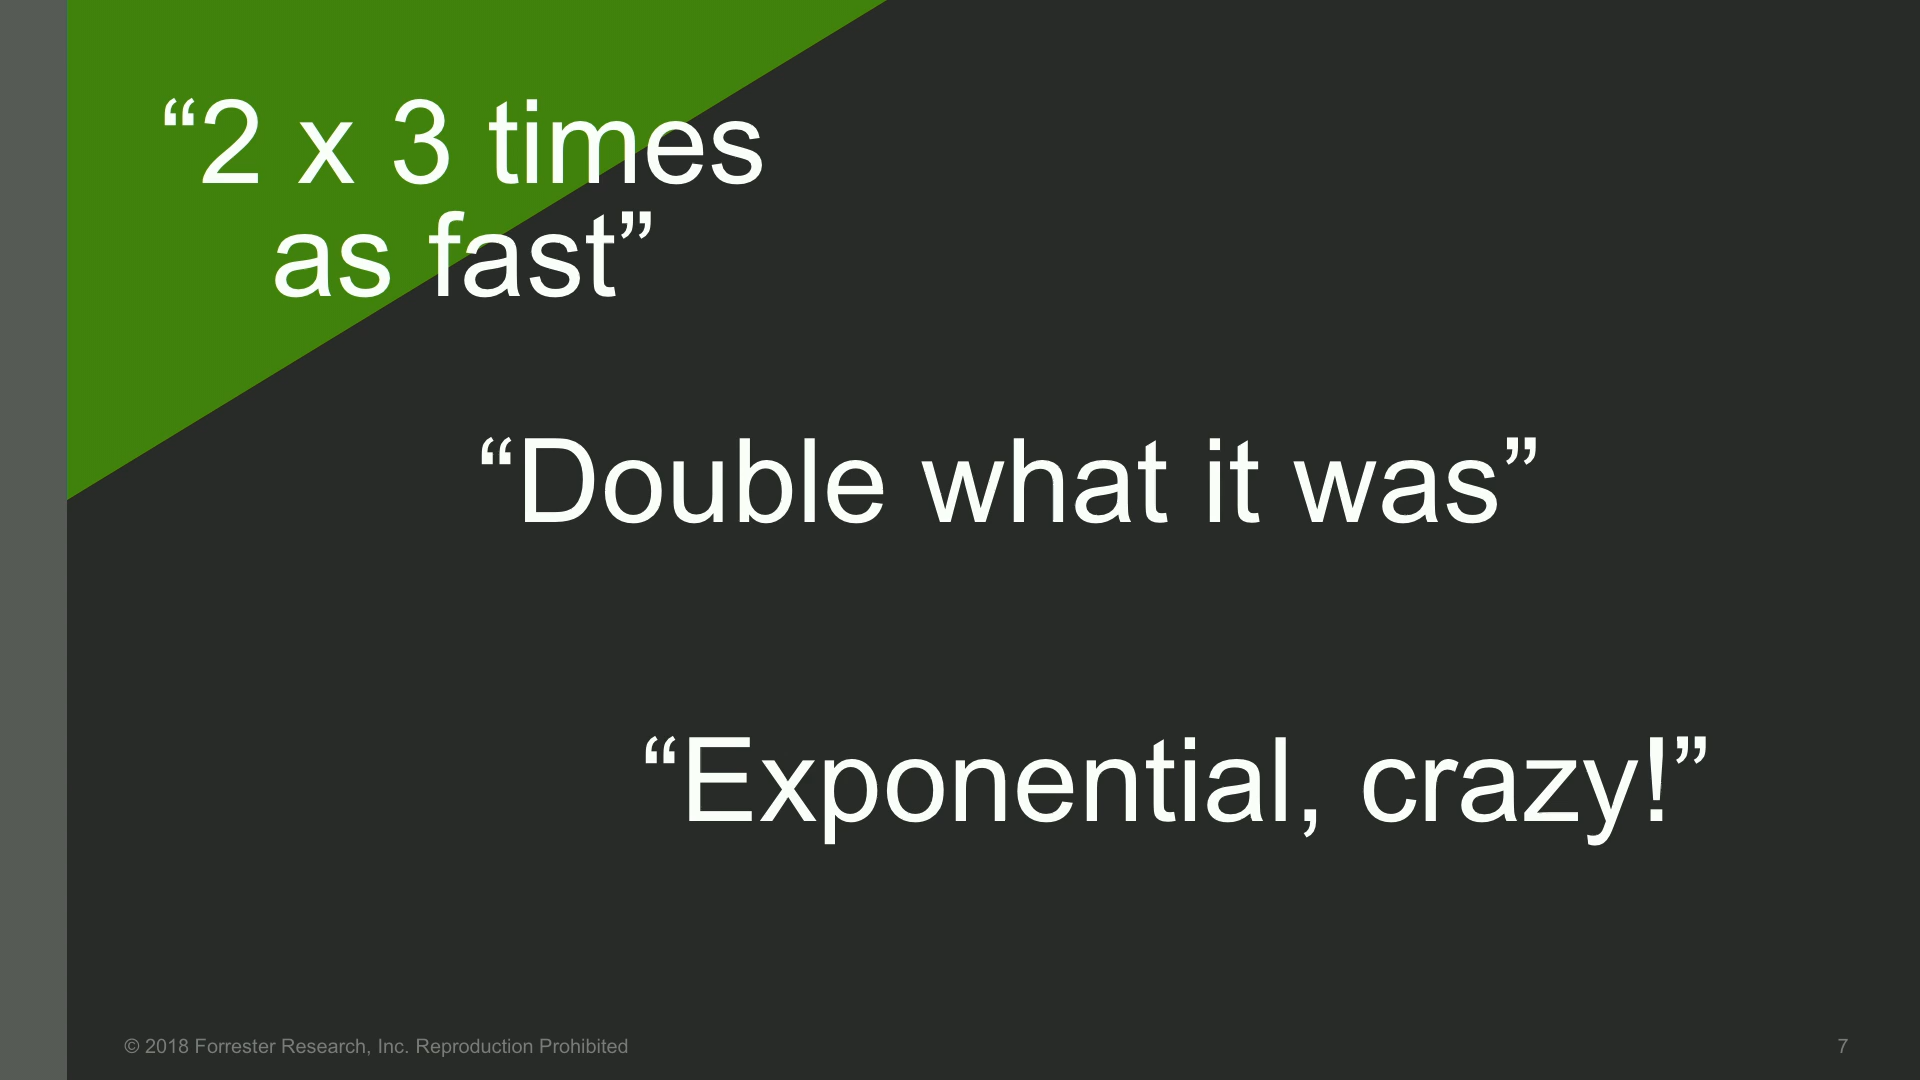 “2 x 3 times
as fast”
“Double what it was”
“Exponential, crazy!”
© 2018 Forrester Research, Inc. Reproduction Prohibited
7